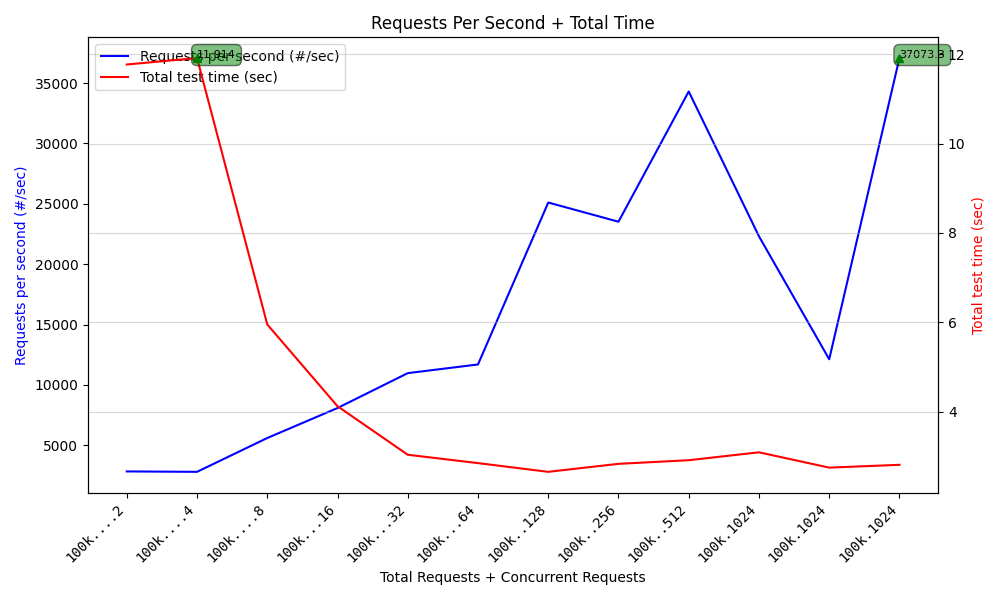 Requests Per Second + Total Time
Requests per second (#/sec)
Total test time (sec)
11.914
37073.3
35000
30000
25000
20000
15000
10000
5000
12
10
8
6
4
Requests per second (#/sec)
Total test time (sec)
100k....2
100k....4
100k....8
100k...16
100k...32
100k...64
100k..128
100k..256
100k..512
100k.1024
100k.1024
100k.1024
Total Requests + Concurrent Requests